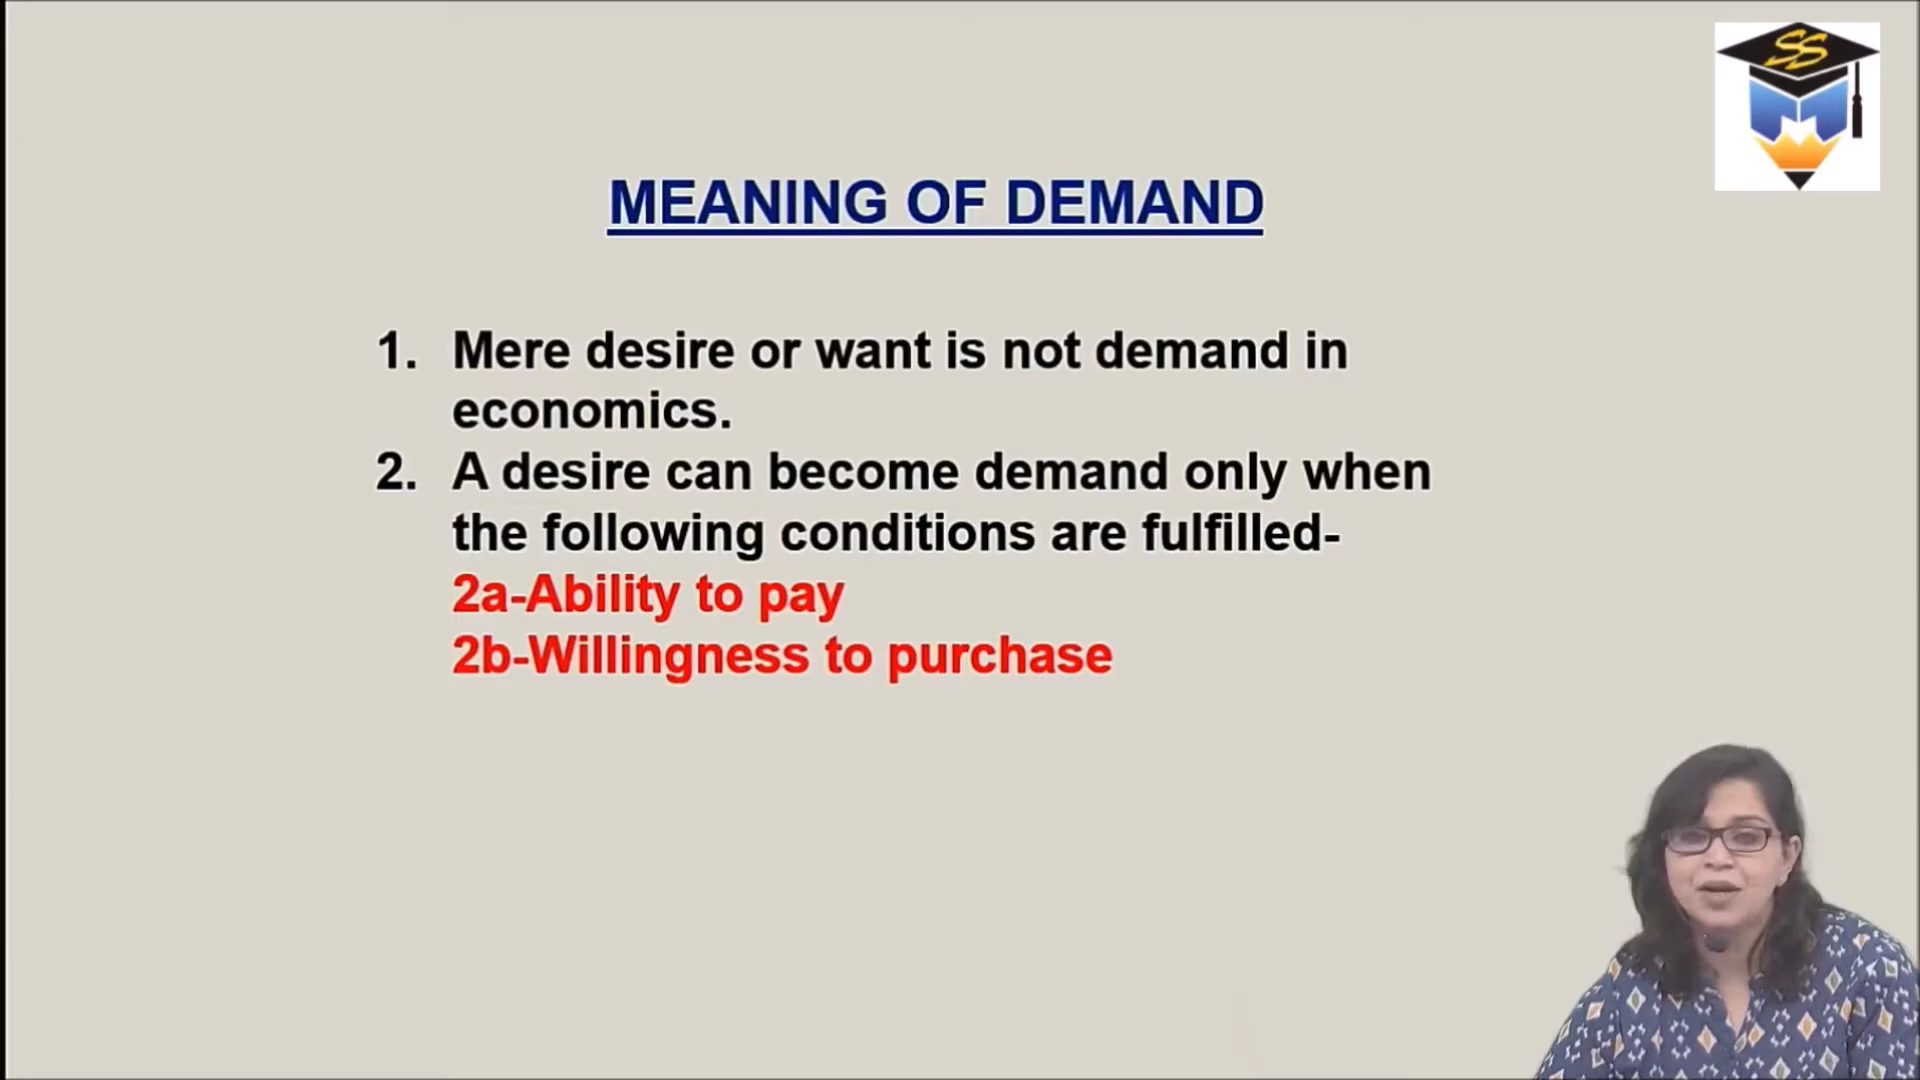 SS
MEANING OF DEMAND
1. Mere desire or want is not demand in
economics.
2. A desire can become demand only when
the following conditions are fulfilled-
2a-Ability to pay
2b-Willingness to purchase